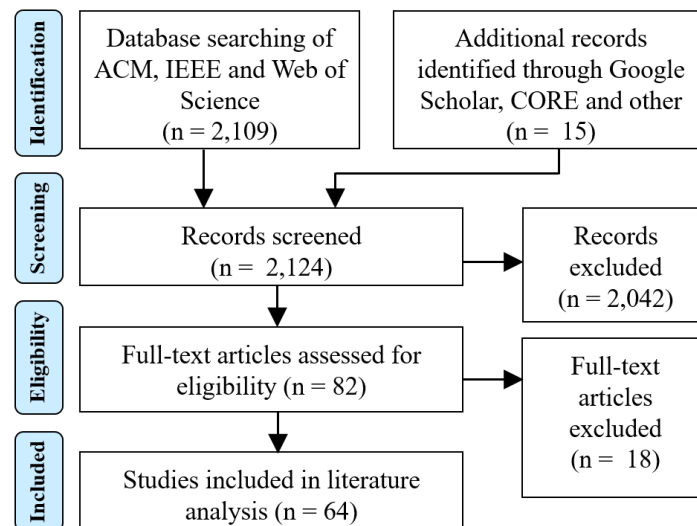 Identification
Database searching of
ACM, IEEE and Web of
Science
(n = 2,109)
Additional records
identified through Google
Scholar, CORE and other
(n = 15)
Screening
Records screened
(n = 2,124)
Records
excluded
(n = 2,042)
Eligibility
Full-text articles assessed for
eligibility (n = 82)
Full-text
articles
excluded
(n = 18)
Included
Studies included in literature
analysis (n = 64)